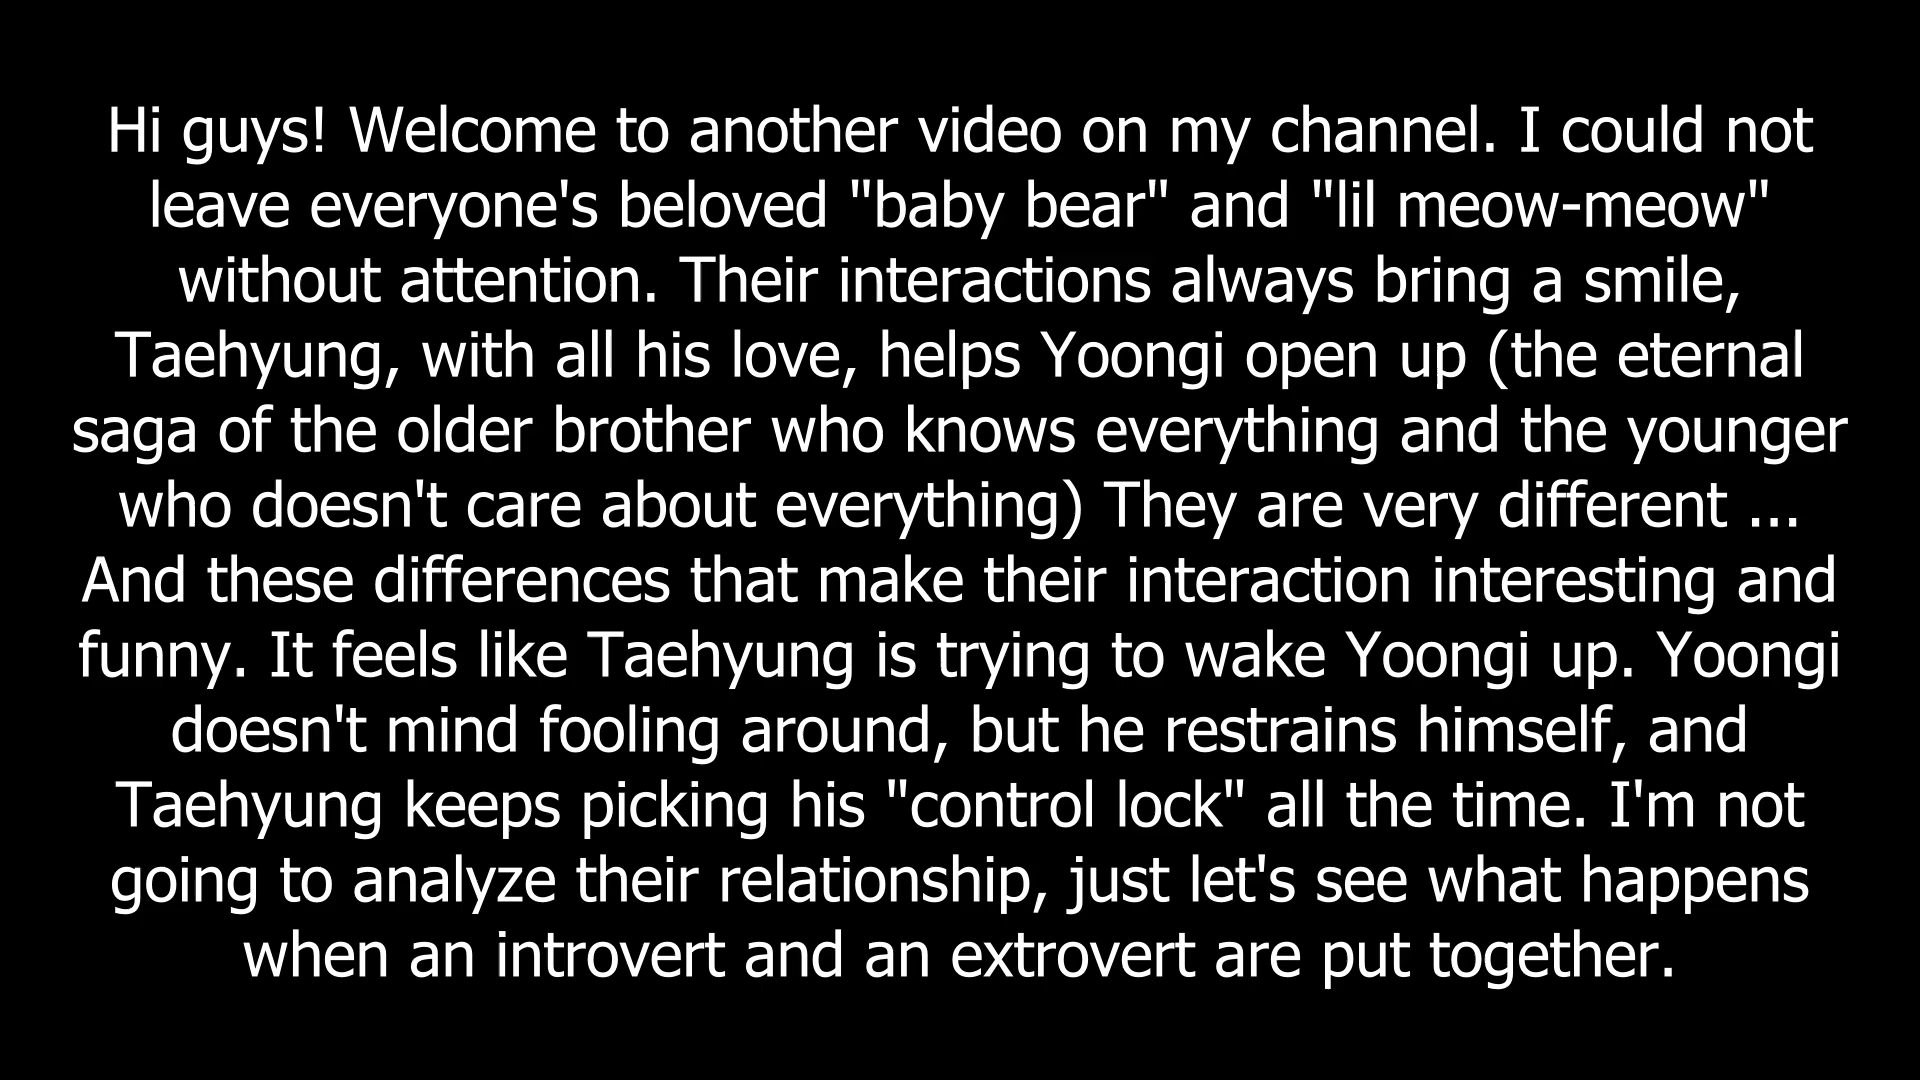 Hi guys! Welcome to another video on my channel. I could not
leave everyone's beloved "baby bear" and "lil meow-meow"
without attention. Their interactions always bring a smile,
Taehyung, with all his love, helps Yoongi open up (the eternal
saga of the older brother who knows everything and the younger
who doesn't care about everything) They are very different ...
And these differences that make their interaction interesting and
funny. It feels like Taehyung is trying to wake Yoongi up. Yoongi
doesn't mind fooling around, but he restrains himself, and
Taehyung keeps picking his "control lock" all the time. I'm not
going to analyze their relationship, just let's see what happens
when an introvert and an extrovert are put together.